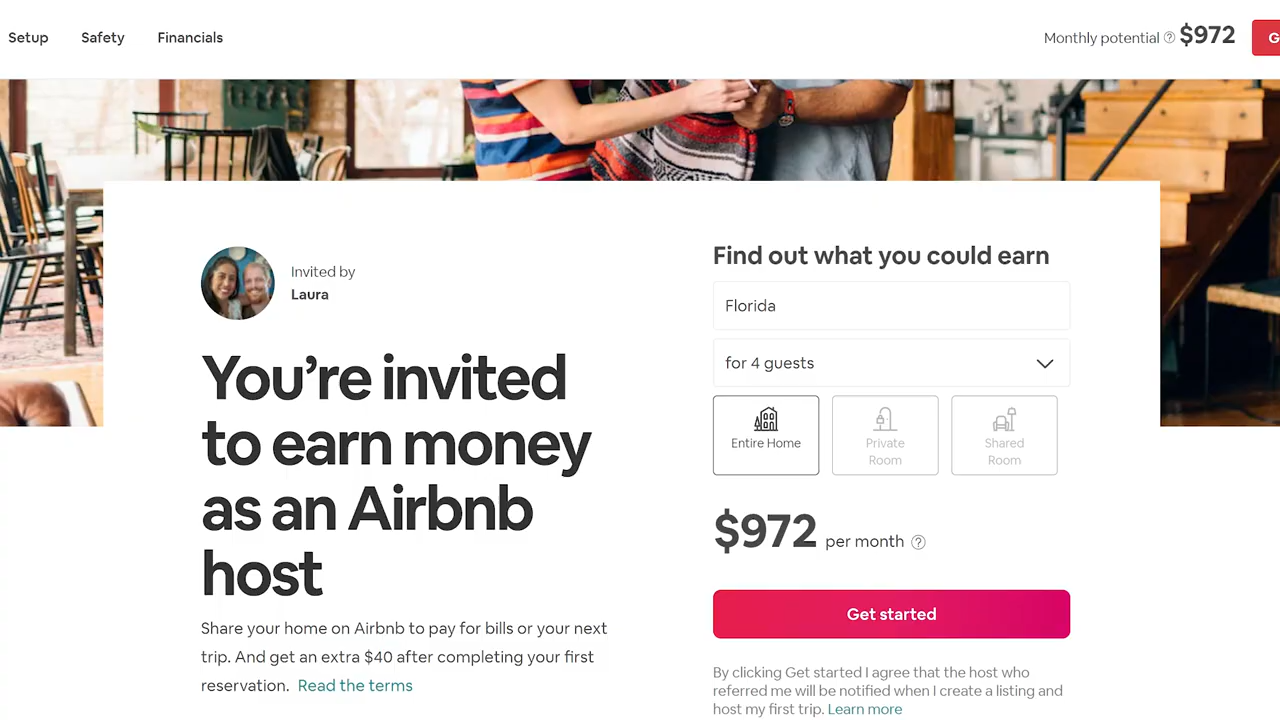 Setup Safety Financials Monthly potential $972 G
Invited by
Laura
You're invited
to earn money
as an Airbnb
host
Share your home on Airbnb to pay for bills or your next
trip. And get an extra $40 after completing your first
reservation. Read the terms
Find out what you could earn
Florida
for 4 guests
Entire Home
Private
Room
Shared
Room
$972 per month
Get started
By clicking Get started I agree that the host who
referred me will be notified when I create a listing and
host my first trip. Learn more